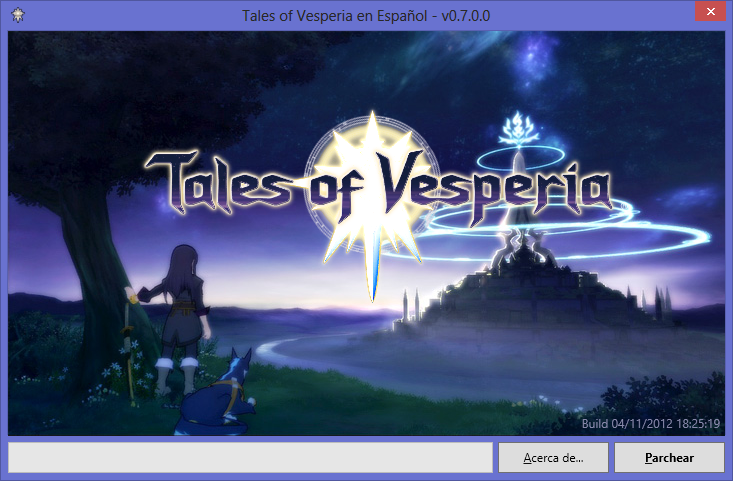 Tales of Vesperia en Español - v0.7.0.0
Tales of Vesperia
Build 04/11/2012 18:25:19
Acerca de...
Parchear